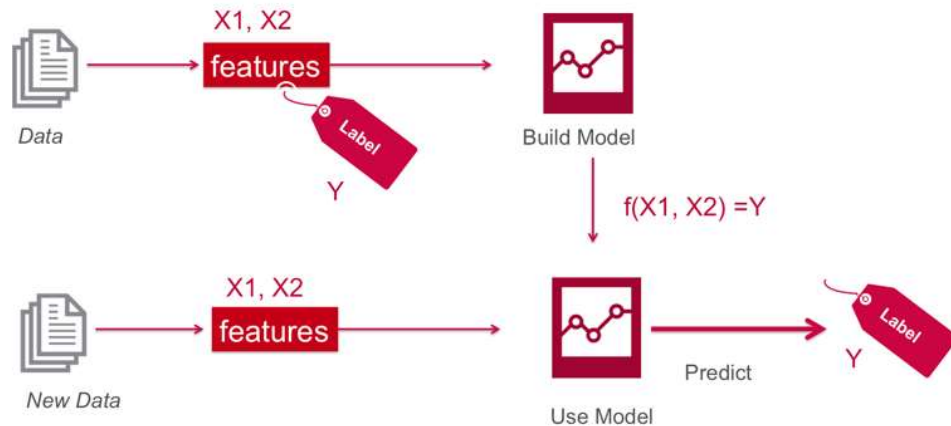 X1, X2
features
Label
Y
Data
Build Model
f(X1, X2) =Y
X1, X2
features
Label
Y
Predict
New Data
Use Model